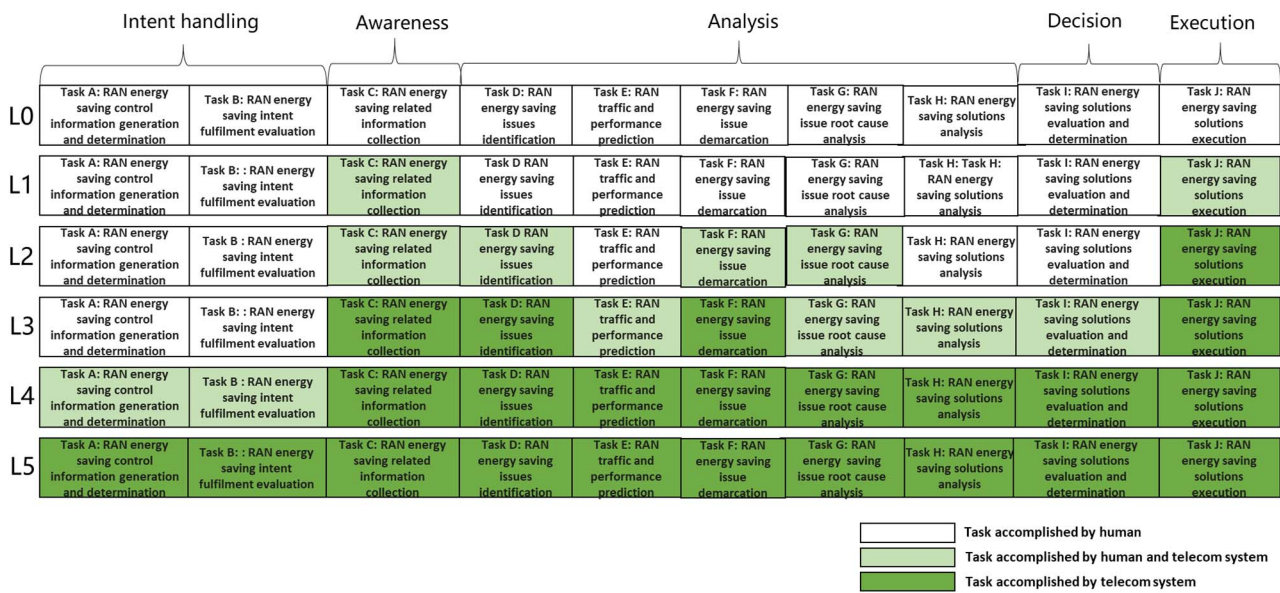 Intent handling
Awareness
Analysis
Decision
Execution
L0
Task A: RAN energy
saving control
information generation
and determination
Task B: RAN energy
saving intent
fulfilment evaluation
Task C: RAN energy
saving related
information
collection
Task D: RAN
energy saving
issues
identification
Task E: RAN
traffic and
performance
prediction
Task F: RAN
energy saving
issue
demarcation
Task G: RAN
energy saving
issue root cause
analysis
Task H: RAN energy
saving solutions
analysis
Task I: RAN energy
saving solutions
evaluation and
determination
Task J: RAN
energy saving
solutions
execution
L1
Task A: RAN energy
saving control
information generation
and determination
Task B: : RAN energy
saving intent
fulfilment evaluation
Task C: RAN energy
saving related
information
collection
Task D RAN
energy saving
issues
identification
Task E: RAN
traffic and
performance
prediction
Task F: RAN
energy saving
issue
demarcation
Task G: RAN
energy saving
issue root cause
analysis
Task H: Task H:
RAN energy
saving solutions
analysis
Task I: RAN energy
saving solutions
evaluation and
determination
Task J: RAN
energy saving
solutions
execution
L2
Task A: RAN energy
saving control
information generation
and determination
Task B : RAN energy
saving intent
fulfilment evaluation
Task C: RAN energy
saving related
information
collection
Task D RAN
energy saving
issues
identification
Task E: RAN
traffic and
performance
prediction
Task F: RAN
energy saving
issue
demarcation
Task G: RAN
energy saving
issue root cause
analysis
Task H: RAN energy
saving solutions
analysis
Task I: RAN energy
saving solutions
evaluation and
determination
Task J: RAN
energy saving
solutions
execution
L3
Task A: RAN energy
saving control
information generation
and determination
Task B: : RAN energy
saving intent
fulfilment evaluation
Task C: RAN energy
saving related
information
collection
Task D: RAN
energy saving
issues
identification
Task E: RAN
traffic and
performance
prediction
Task F: RAN
energy saving
issue
demarcation
Task G: RAN
energy saving
issue root cause
analysis
Task H: RAN energy
saving solutions
analysis
Task I: RAN energy
saving solutions
evaluation and
determination
Task J: RAN
energy saving
solutions
execution
L4
Task A: RAN energy
saving control
information generation
and determination
Task B : RAN energy
saving intent
fulfilment evaluation
Task C: RAN energy
saving related
information
collection
Task D: RAN
energy saving
issues
identification
Task E: RAN
traffic and
performance
prediction
Task F: RAN
energy saving
issue
demarcation
Task G: RAN
energy saving
issue root cause
analysis
Task H: RAN energy
saving solutions
analysis
Task I: RAN energy
saving solutions
evaluation and
determination
Task J: RAN
energy saving
solutions
execution
L5
Task A: RAN energy
saving control
information generation
and determination
Task B: : RAN energy
saving intent
fulfilment evaluation
Task C: RAN energy
saving related
information
collection
Task D: RAN
energy saving
issues
identification
Task E: RAN
traffic and
performance
prediction
Task F: RAN
energy saving
issue
demarcation
Task G: RAN
energy saving
issue root cause
analysis
Task H: RAN energy
saving solutions
analysis
Task I: RAN energy
saving solutions
evaluation and
determination
Task J: RAN
energy saving
solutions
execution
Task accomplished by human
Task accomplished by human and telecom system
Task accomplished by telecom system